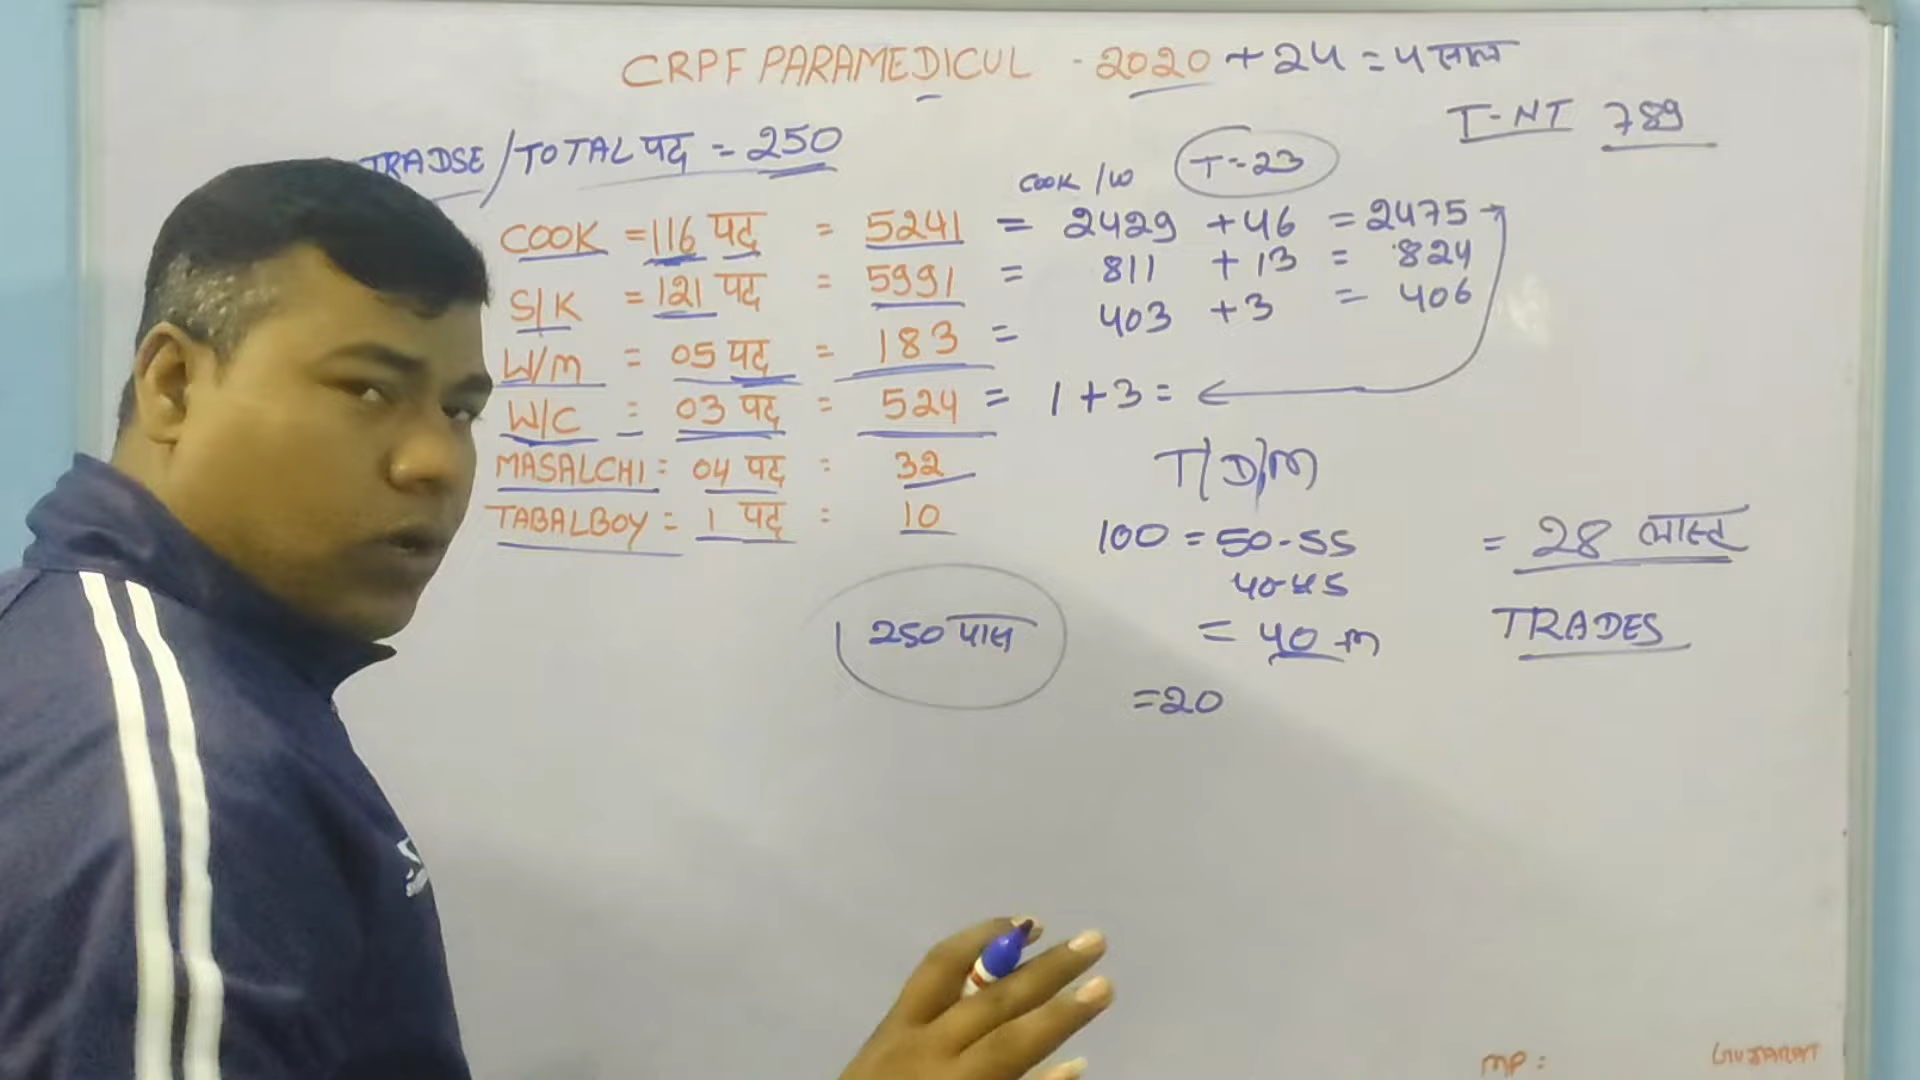 CRPF PARAMEDICUL - 2020 + 24 = 4 साल
T-NT 789
TRADSE / TOTAL पद = 250
COOK / W T-23
COOK = 116 पद = 5241 = 2429 + 46 = 2475
S/K = 121 पद = 5991 = 811 + 13 = 824
W/M = 05 पद = 183 = 403 + 3 = 406
W/C = 03 पद = 524 = 1 + 3 =
MASALCHI = 04 पद = 32
TABALBOY = 1 पद = 10
T/D/M
100 = 50-55 = 28 लास्ट
40-45
250 पास = 40 m TRADES
=20
MP : GUJARAT